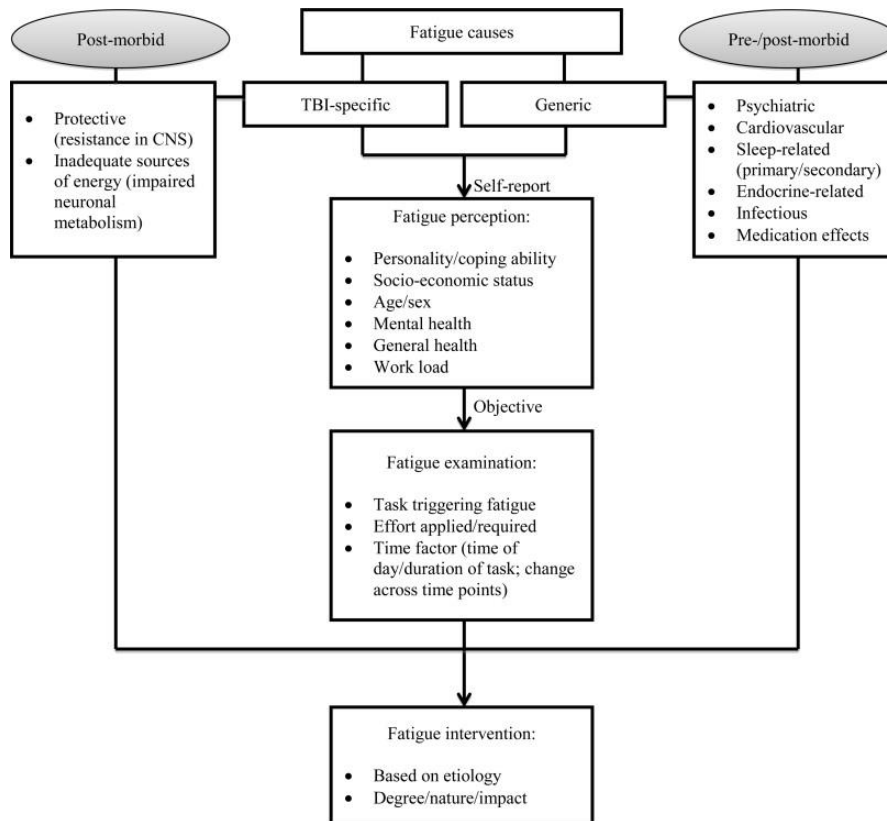 Post-morbid
Fatigue causes
Pre-/post-morbid
TBI-specific
Generic
• Protective
(resistance in CNS)
• Inadequate sources
of energy (impaired
neuronal
metabolism)
• Psychiatric
• Cardiovascular
• Sleep-related
(primary/secondary)
• Endocrine-related
• Infectious
• Medication effects
Self-report
Fatigue perception:
• Personality/coping ability
• Socio-economic status
• Age/sex
• Mental health
• General health
• Work load
Objective
Fatigue examination:
• Task triggering fatigue
• Effort applied/required
• Time factor (time of
day/duration of task; change
across time points)
Fatigue intervention:
• Based on etiology
• Degree/nature/impact